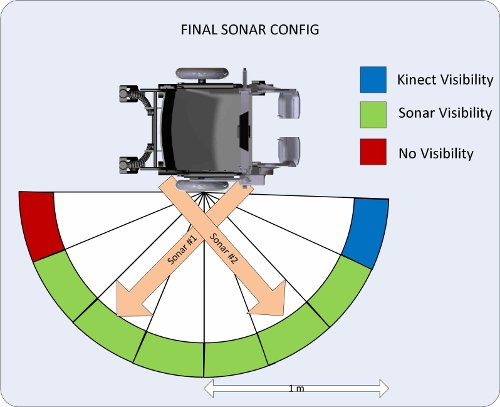 FINAL SONAR CONFIG
Kinect Visibility
Sonar Visibility
No Visibility
Sonar #1
Sonar #2
1 m